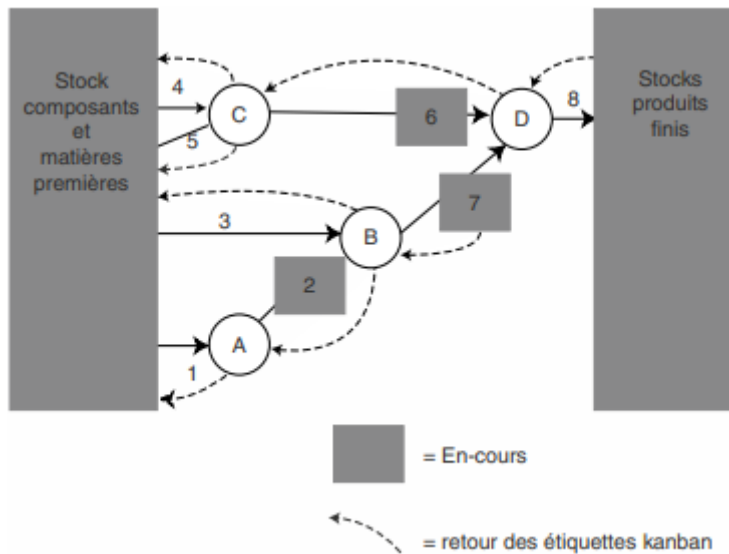 Stock
composants
et
matières
premières
4
C
5
6
D
8
Stocks
produits
finis
3
B
7
2
A
1
= En-cours
= retour des étiquettes kanban